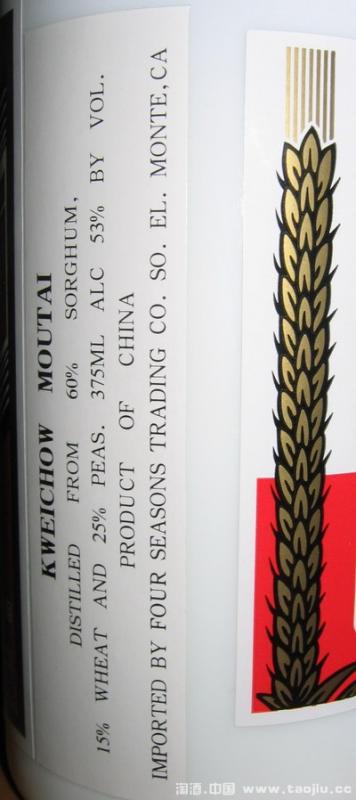 KWEICHOW MOUTAI
DISTILLED FROM 60% SORGHUM,
15% WHEAT AND 25% PEAS. 375ML ALC 53% BY VOL.
PRODUCT OF CHINA
IMPORTED BY FOUR SEASONS TRADING CO. SO. EL. MONTE, CA
淘酒.中国 www.taojiu.cc